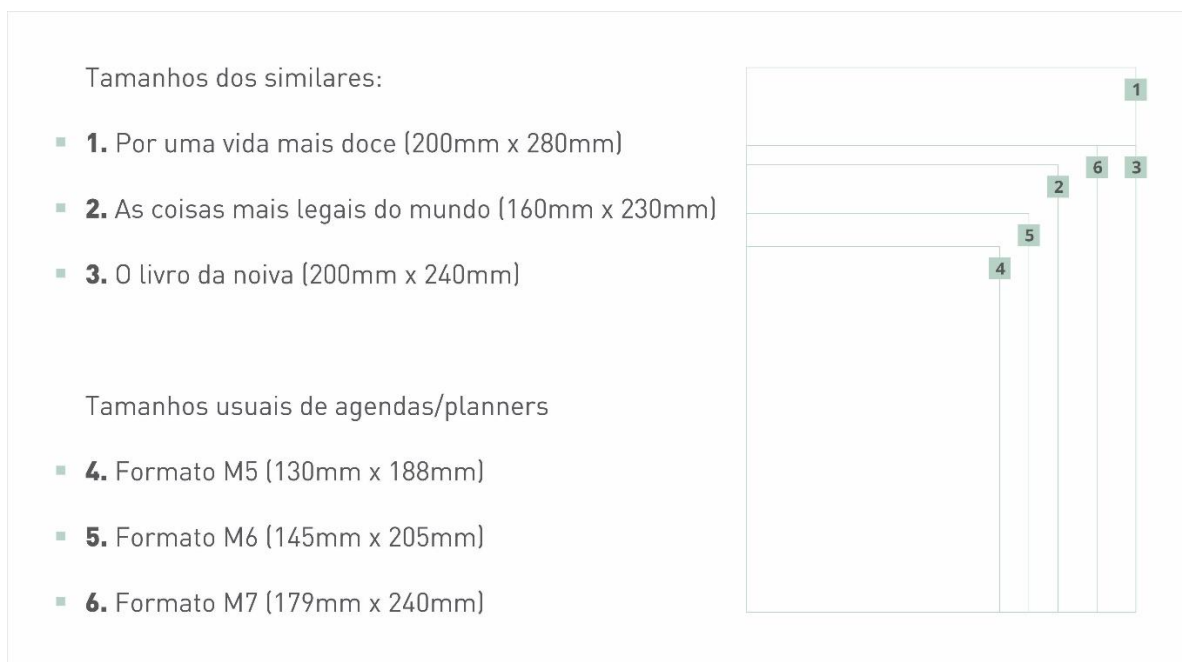 Tamanhos dos similares:
1. Por uma vida mais doce (200mm x 280mm)
2. As coisas mais legais do mundo (160mm x 230mm)
3. O livro da noiva (200mm x 240mm)
Tamanhos usuais de agendas/planners
4. Formato M5 (130mm x 188mm)
5. Formato M6 (145mm x 205mm)
6. Formato M7 (179mm x 240mm)
1
6
3
2
5
4